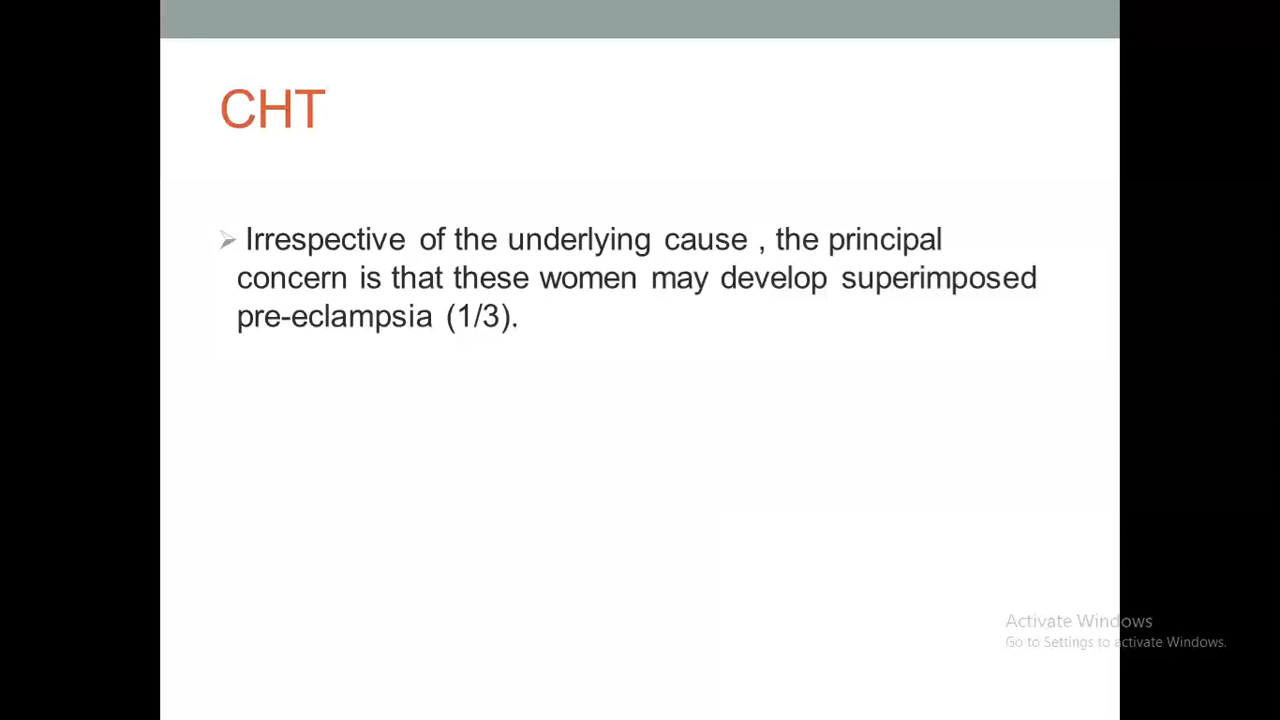 CHT
Irrespective of the underlying cause , the principal
concern is that these women may develop superimposed
pre-eclampsia (1/3).
Activate Windows
Go to Settings to activate Windows.